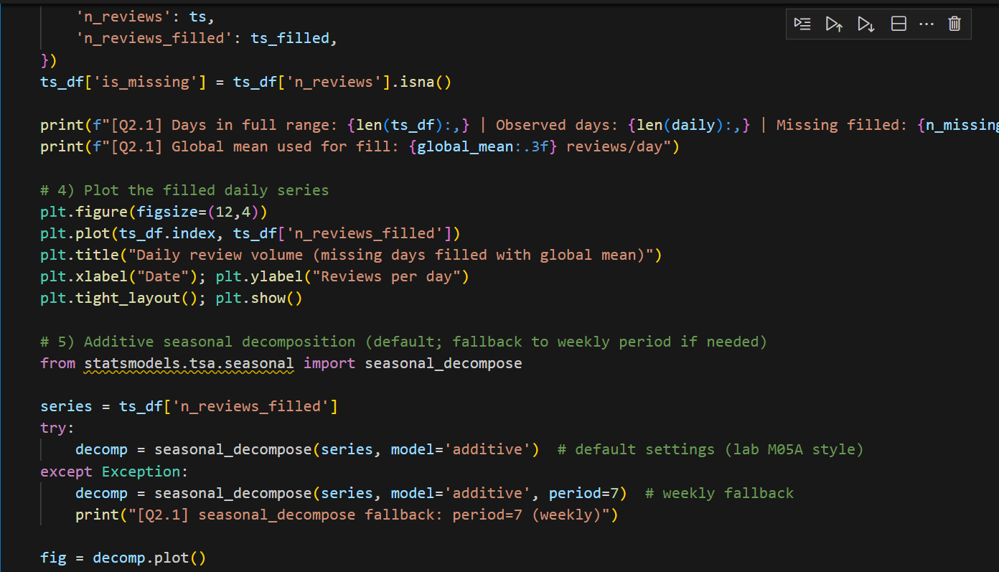 'n_reviews': ts,
    'n_reviews_filled': ts_filled,
})
ts_df['is_missing'] = ts_df['n_reviews'].isna()
print(f"[Q2.1] Days in full range: {len(ts_df):,} | Observed days: {len(daily):,} | Missing filled: {n_missing
print(f"[Q2.1] Global mean used for fill: {global_mean:.3f} reviews/day")
# 4) Plot the filled daily series
plt.figure(figsize=(12,4))
plt.plot(ts_df.index, ts_df['n_reviews_filled'])
plt.title("Daily review volume (missing days filled with global mean)")
plt.xlabel("Date"); plt.ylabel("Reviews per day")
plt.tight_layout(); plt.show()
# 5) Additive seasonal decomposition (default; fallback to weekly period if needed)
from statsmodels.tsa.seasonal import seasonal_decompose
series = ts_df['n_reviews_filled']
try:
    decomp = seasonal_decompose(series, model='additive')  # default settings (lab M05A style)
except Exception:
    decomp = seasonal_decompose(series, model='additive', period=7)  # weekly fallback
    print("[Q2.1] seasonal_decompose fallback: period=7 (weekly)")
fig = decomp.plot()